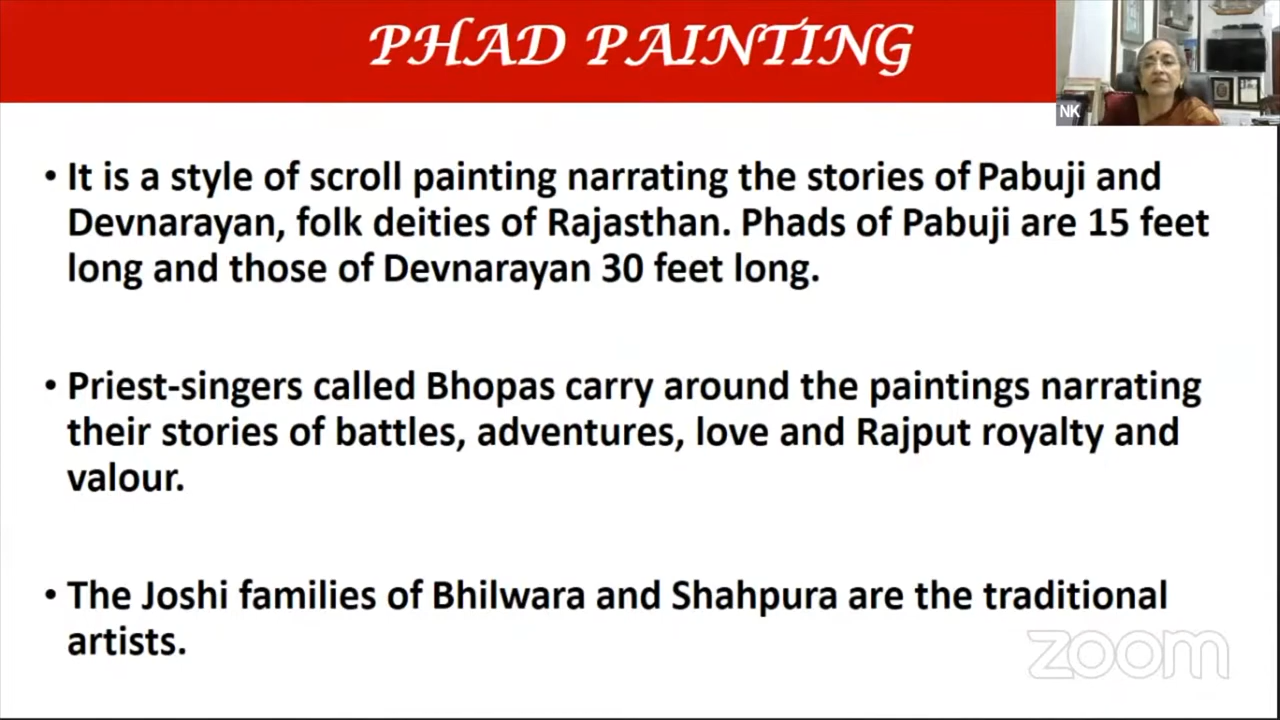 PHAD PAINTING
NK
• It is a style of scroll painting narrating the stories of Pabuji and
Devnarayan, folk deities of Rajasthan. Phads of Pabuji are 15 feet
long and those of Devnarayan 30 feet long.
• Priest-singers called Bhopas carry around the paintings narrating
their stories of battles, adventures, love and Rajput royalty and
valour.
• The Joshi families of Bhilwara and Shahpura are the traditional
artists.
zoom